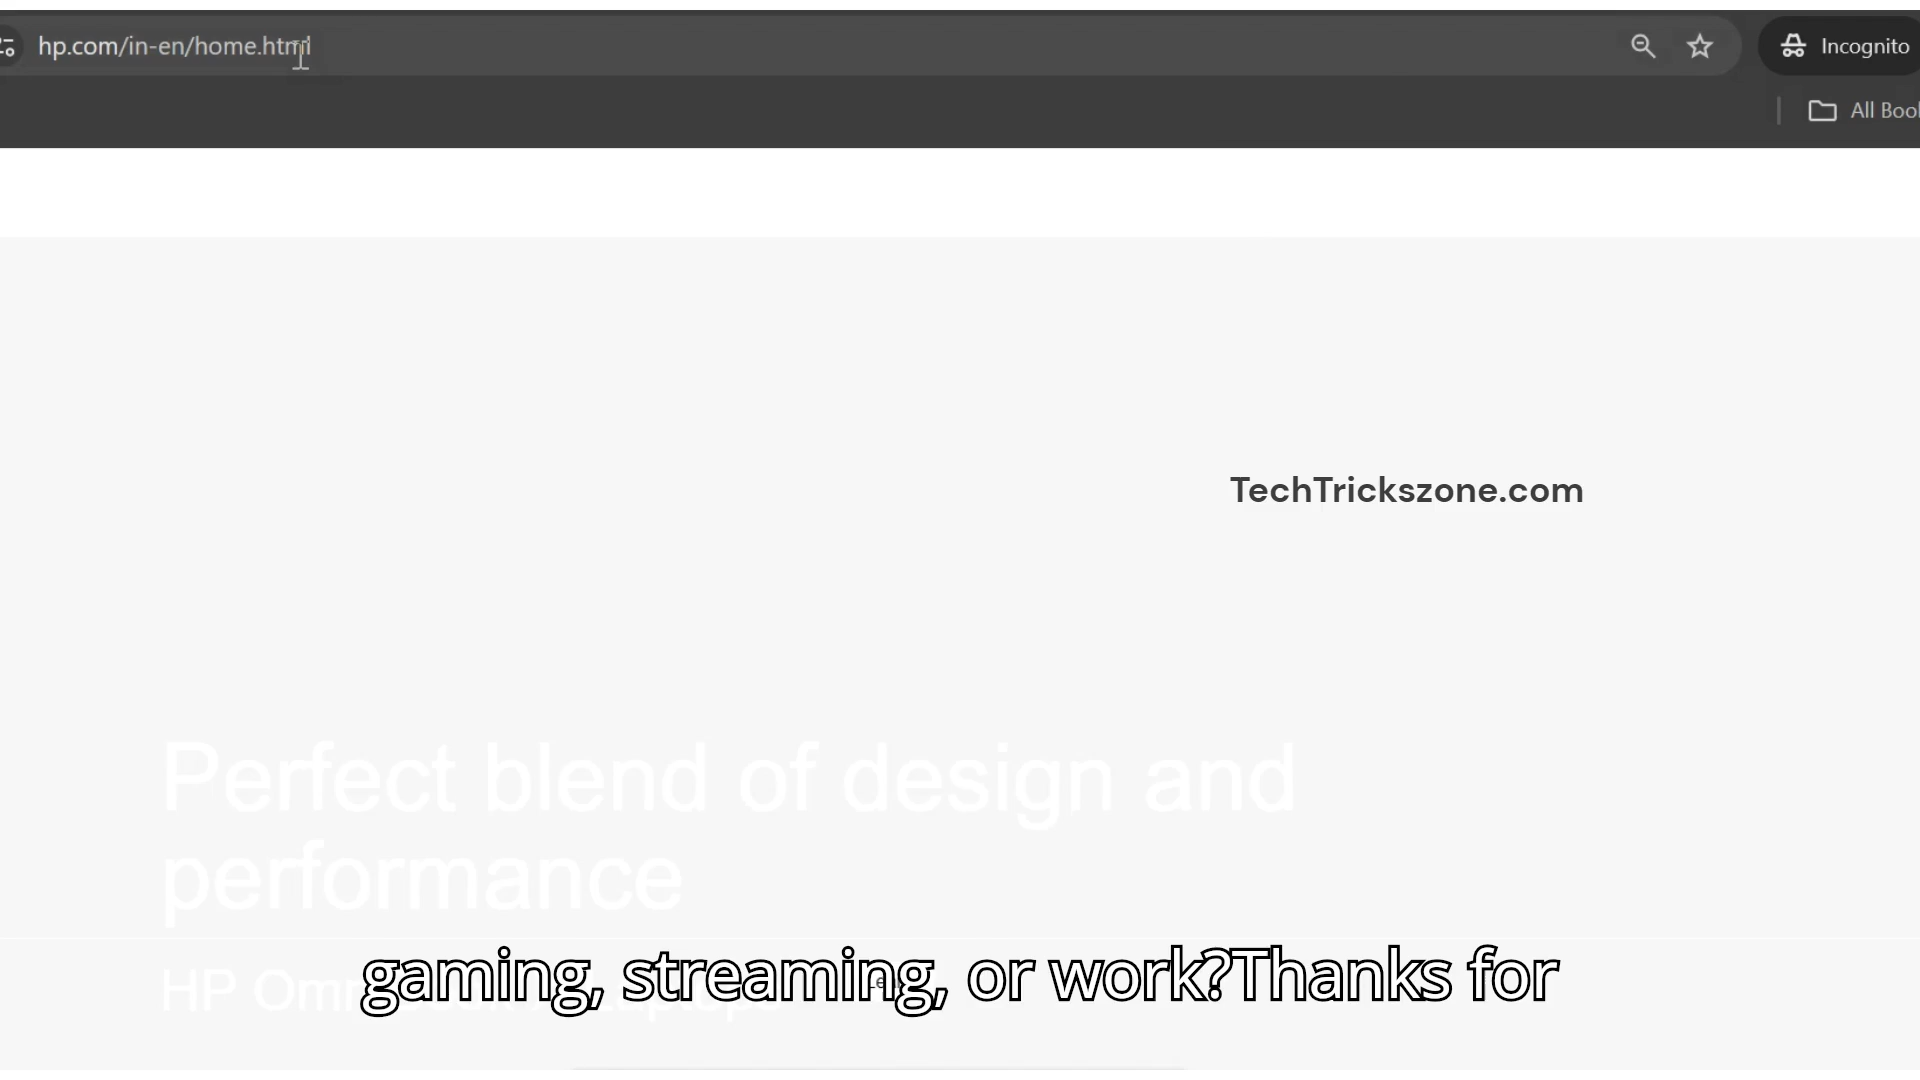 hp.com/in-en/home.html
Incognito
All Boo
TechTrickszone.com
Perfect blend of design and
performance
gaming, streaming, or work?Thanks for
HP